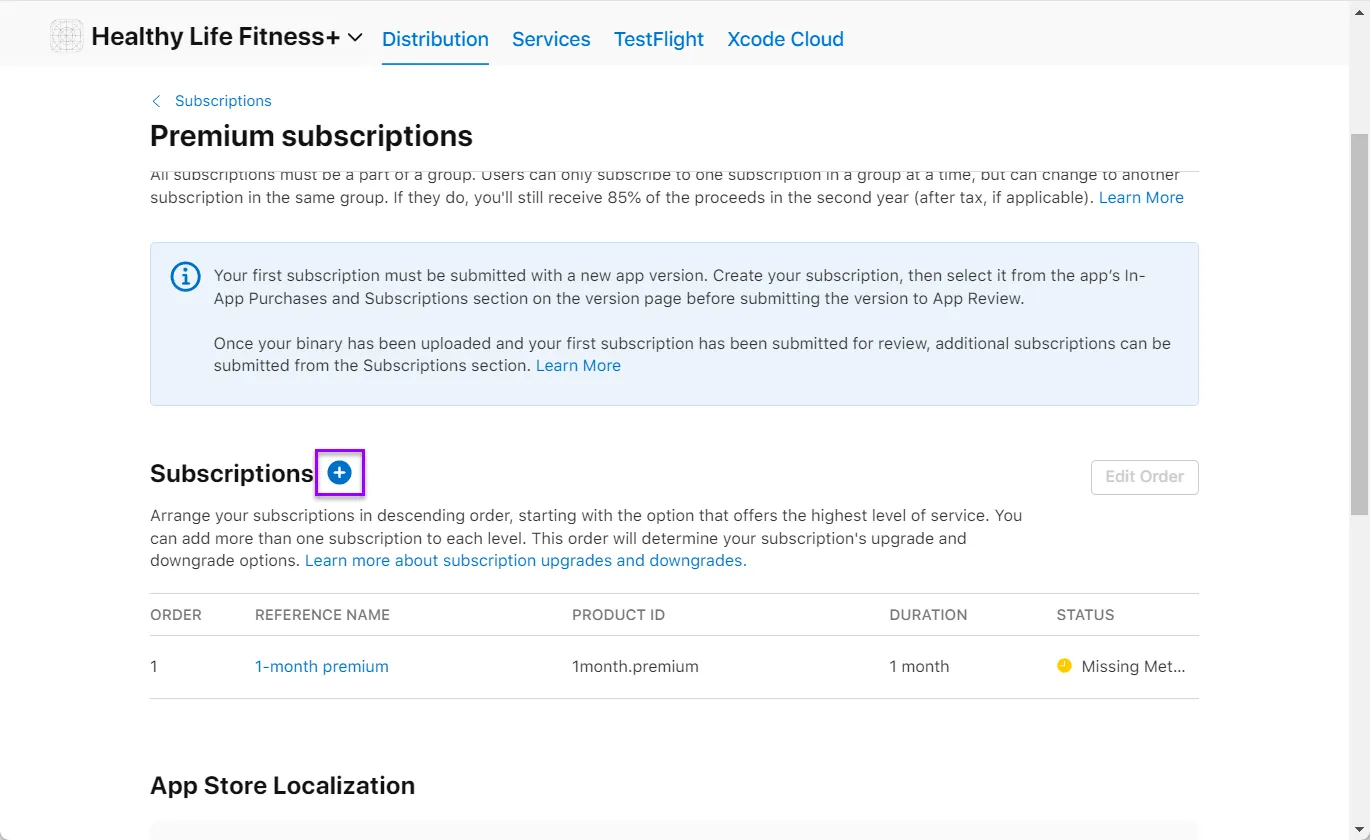 Healthy Life Fitness+ Distribution Services TestFlight Xcode Cloud
Subscriptions
Premium subscriptions
All subscriptions must be a part of a group. Users can only subscribe to one subscription in a group at a time, but can change to another
subscription in the same group. If they do, you'll still receive 85% of the proceeds in the second year (after tax, if applicable). Learn More
Your first subscription must be submitted with a new app version. Create your subscription, then select it from the app’s In-
App Purchases and Subscriptions section on the version page before submitting the version to App Review.
Once your binary has been uploaded and your first subscription has been submitted for review, additional subscriptions can be
submitted from the Subscriptions section. Learn More
Subscriptions
Edit Order
Arrange your subscriptions in descending order, starting with the option that offers the highest level of service. You
can add more than one subscription to each level. This order will determine your subscription's upgrade and
downgrade options. Learn more about subscription upgrades and downgrades.
ORDER REFERENCE NAME PRODUCT ID DURATION STATUS
1 1-month premium 1month.premium 1 month Missing Met...
App Store Localization